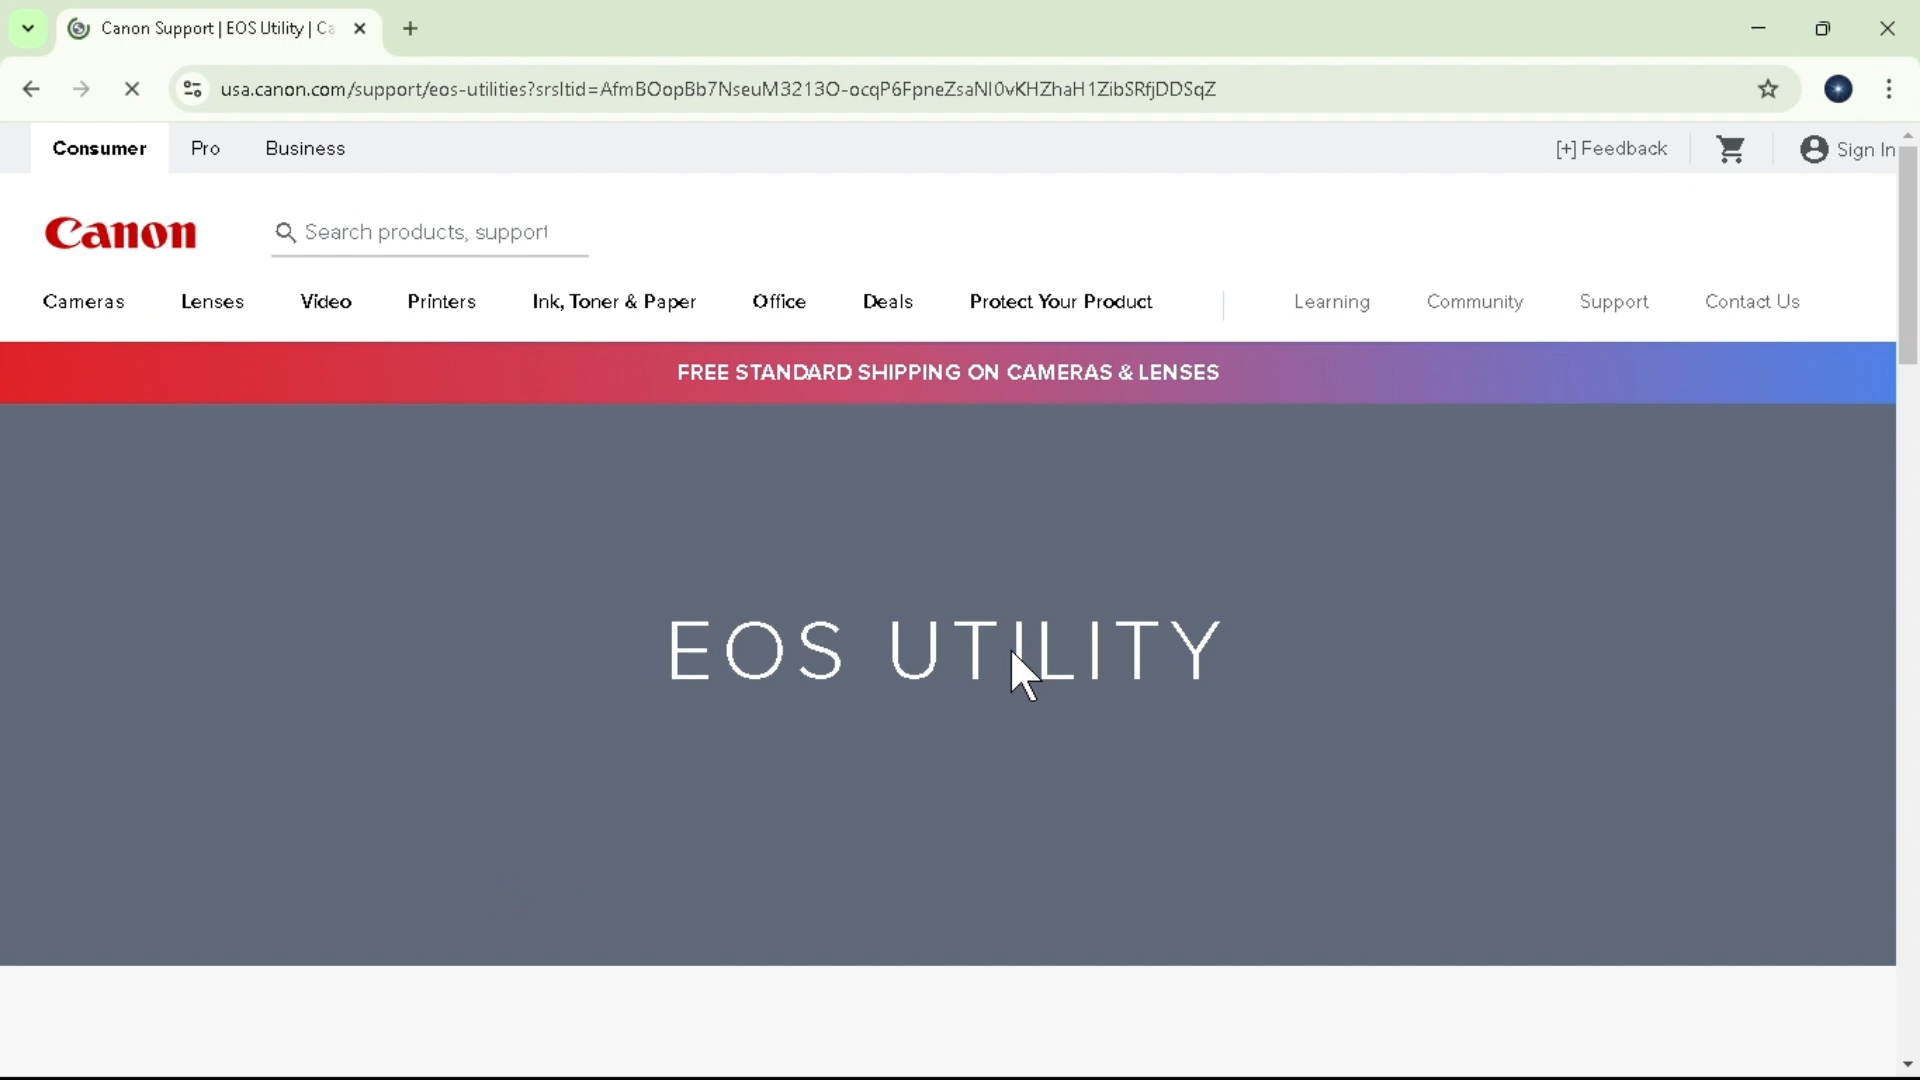 Canon Support | EOS Utility | Ca
usa.canon.com/support/eos-utilities?srsltid=AfmBOopBb7NseuM3213O-ocqP6FpneZsaNI0vKHZhaH1ZibSRfjDDSqZ
Consumer Pro Business [+] Feedback Sign In
Canon Search products, support
Cameras Lenses Video Printers Ink, Toner & Paper Office Deals Protect Your Product Learning Community Support Contact Us
FREE STANDARD SHIPPING ON CAMERAS & LENSES
EOS UTILITY